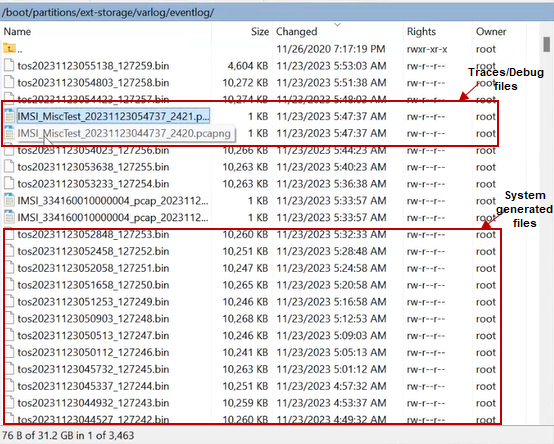 /boot/partitions/ext-storage/varlog/eventlog/
Name Size Changed Rights Owner
.. 11/26/2020 7:17:19 PM rwxr-xr-x root
tos20231123055138_127259.bin 4,604 KB 11/23/2023 5:53:03 AM rw-r--r-- root
tos20231123054803_127258.bin 10,272 KB 11/23/2023 5:51:38 AM rw-r--r-- root
tos20231123054423_127257.bin 10,274 KB 11/23/2023 5:48:03 AM rw-r--r-- root
Traces/Debug
files
IMSI_MiscTest_20231123054737_2421.p... 1 KB 11/23/2023 5:47:37 AM rw-r--r-- root
IMSI_MiscTest_20231123044737_2420.pcapng 1 KB 11/23/2023 5:47:37 AM rw-r--r-- root
tos20231123054023_127256.bin 10,266 KB 11/23/2023 5:44:23 AM rw-r--r-- root
tos20231123053638_127255.bin 10,263 KB 11/23/2023 5:40:23 AM rw-r--r-- root
tos20231123053233_127254.bin 10,242 KB 11/23/2023 5:36:38 AM rw-r--r-- root
IMSI_334160010000004_pcap_2023112... 1 KB 11/23/2023 5:33:57 AM rw-r--r-- root
IMSI_334160010000004_pcap_2023112... 1 KB 11/23/2023 5:33:57 AM rw-r--r-- root
System
generated
files
tos20231123052848_127253.bin 10,260 KB 11/23/2023 5:32:33 AM rw-r--r-- root
tos20231123052458_127252.bin 10,251 KB 11/23/2023 5:28:48 AM rw-r--r-- root
tos20231123052058_127251.bin 10,247 KB 11/23/2023 5:24:58 AM rw-r--r-- root
tos20231123051658_127250.bin 10,265 KB 11/23/2023 5:20:58 AM rw-r--r-- root
tos20231123051253_127249.bin 10,246 KB 11/23/2023 5:16:58 AM rw-r--r-- root
tos20231123050903_127248.bin 10,268 KB 11/23/2023 5:12:53 AM rw-r--r-- root
tos20231123050513_127247.bin 10,246 KB 11/23/2023 5:09:03 AM rw-r--r-- root
tos20231123050112_127246.bin 10,241 KB 11/23/2023 5:05:13 AM rw-r--r-- root
tos20231123045732_127245.bin 10,263 KB 11/23/2023 5:01:12 AM rw-r--r-- root
tos20231123045337_127244.bin 10,251 KB 11/23/2023 4:57:32 AM rw-r--r-- root
tos20231123044932_127243.bin 10,259 KB 11/23/2023 4:53:37 AM rw-r--r-- root
tos20231123044527_127242.bin 10,260 KB 11/23/2023 4:49:32 AM rw-r--r-- root
76 B of 31.2 GB in 1 of 3,463